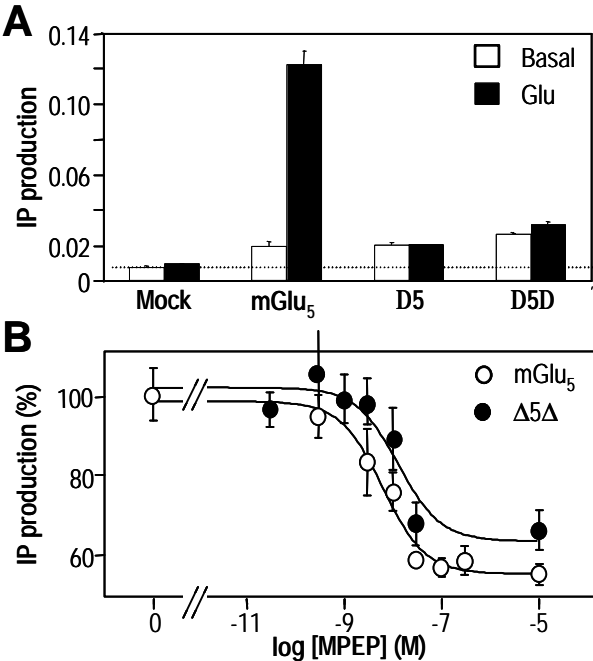 A
0.14
0.10
0.06
0.02
0
IP production
Basal
Glu
Mock
mGlu5
D5
D5D
B
100
80
60
IP production (%)
mGlu5
Δ5Δ
0
-11
-9
-7
-5
log [MPEP] (M)